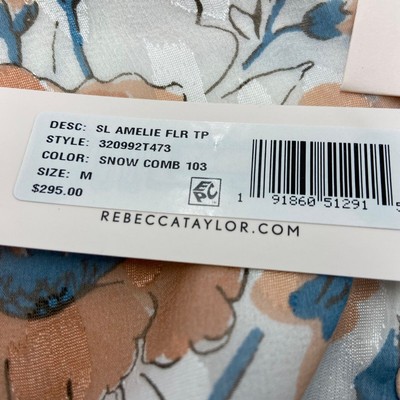 DESC: SL AMELIE FLR TP
STYLE: 320992T473
COLOR: SNOW COMB 103
SIZE: M
$295.00
1 91860 51291
REBECCATAYLOR.COM